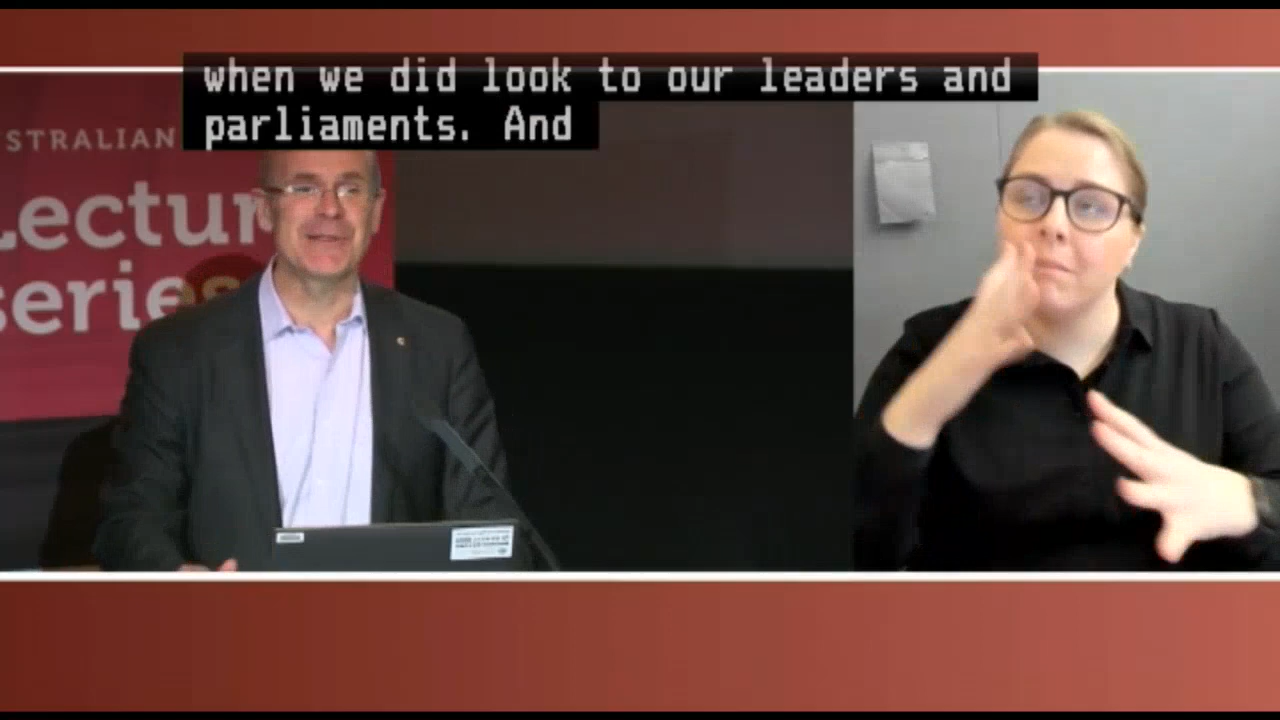 when we did look to our leaders and
parliaments. And
STRALIAN
Lectur
series